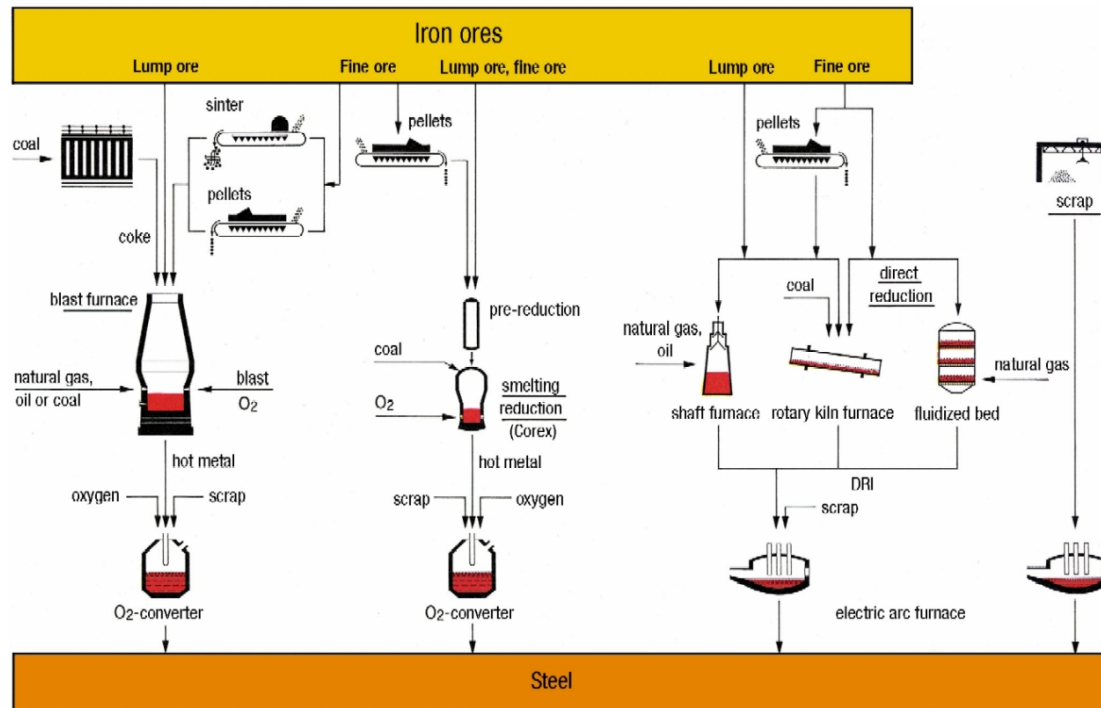 Iron ores
Lump ore
Fine ore
Lump ore, fine ore
Lump ore
Fine ore
sinter
pellets
pellets
coal
scrap
pellets
coke
direct
reduction
blast furnace
pre-reduction
coal
natural gas,
oil
coal
natural gas,
oil or coal
blast
O2
O2
smelting
reduction
(Corex)
natural gas
shaft furnace
rotary kiln furnace
fluidized bed
hot metal
hot metal
DRI
oxygen
scrap
scrap
oxygen
scrap
O2-converter
O2-converter
electric arc furnace
Steel